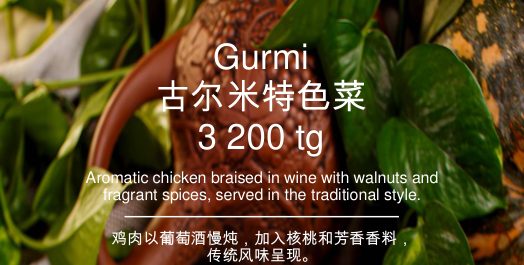 Gurmi
古尔米特色菜
3 200 tg
Aromatic chicken braised in wine with walnuts and
fragrant spices, served in the traditional style.
鸡肉以葡萄酒慢炖，加入核桃和芳香香料，
传统风味呈现。